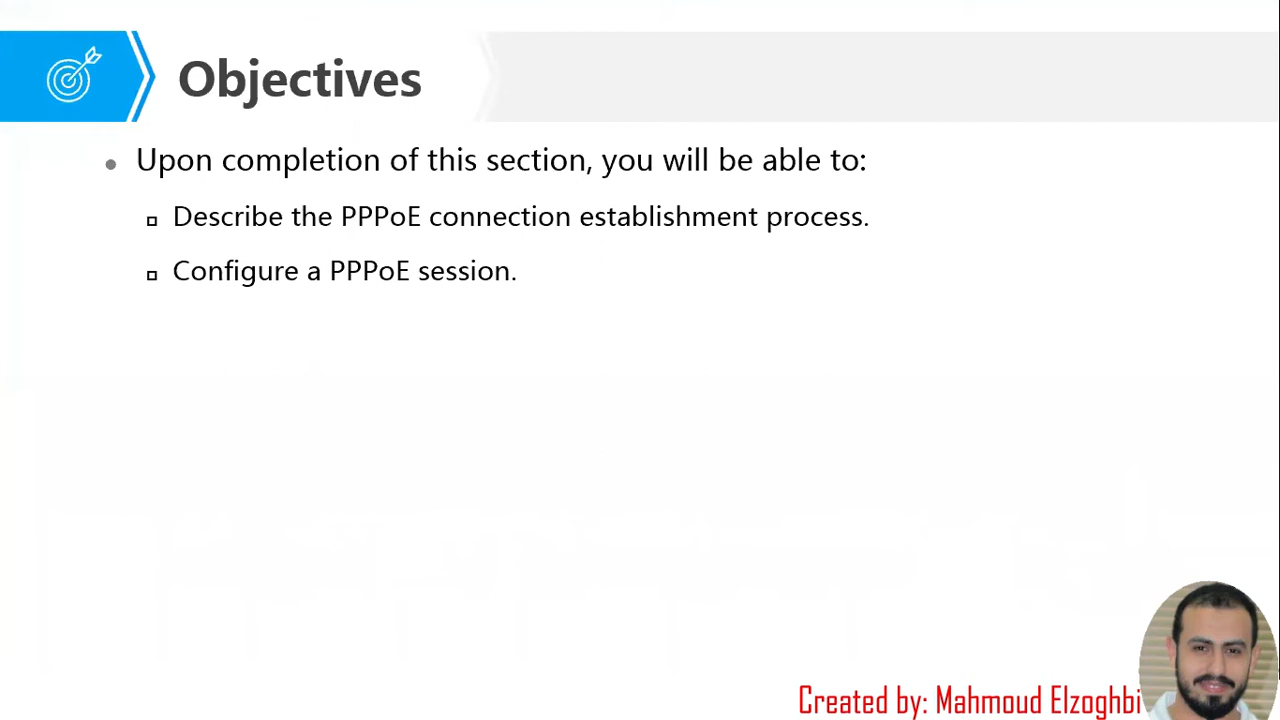 Objectives
Upon completion of this section, you will be able to:
Describe the PPPoE connection establishment process.
Configure a PPPoE session.
Created by: Mahmoud Elzoghbi